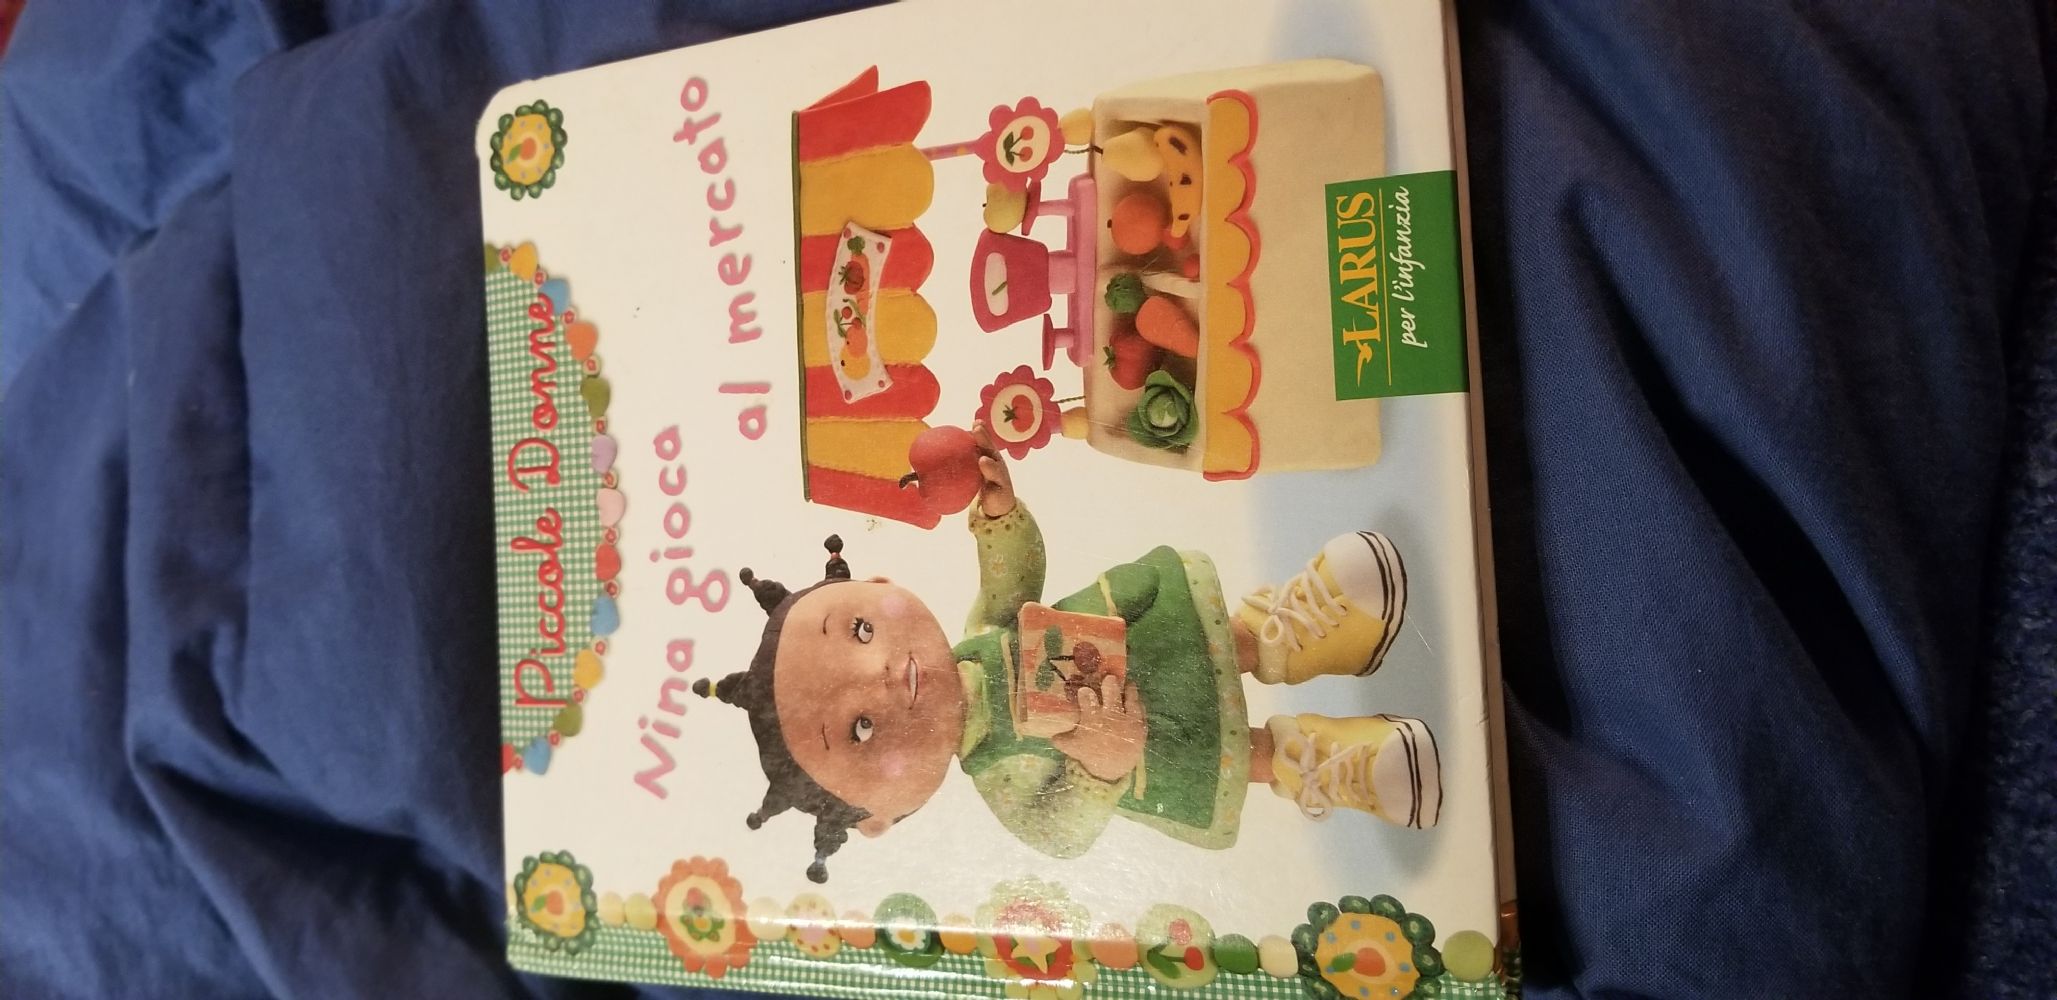 Piccole Donne
Nina gioca
al mercato
LARUS
per l'infanzia